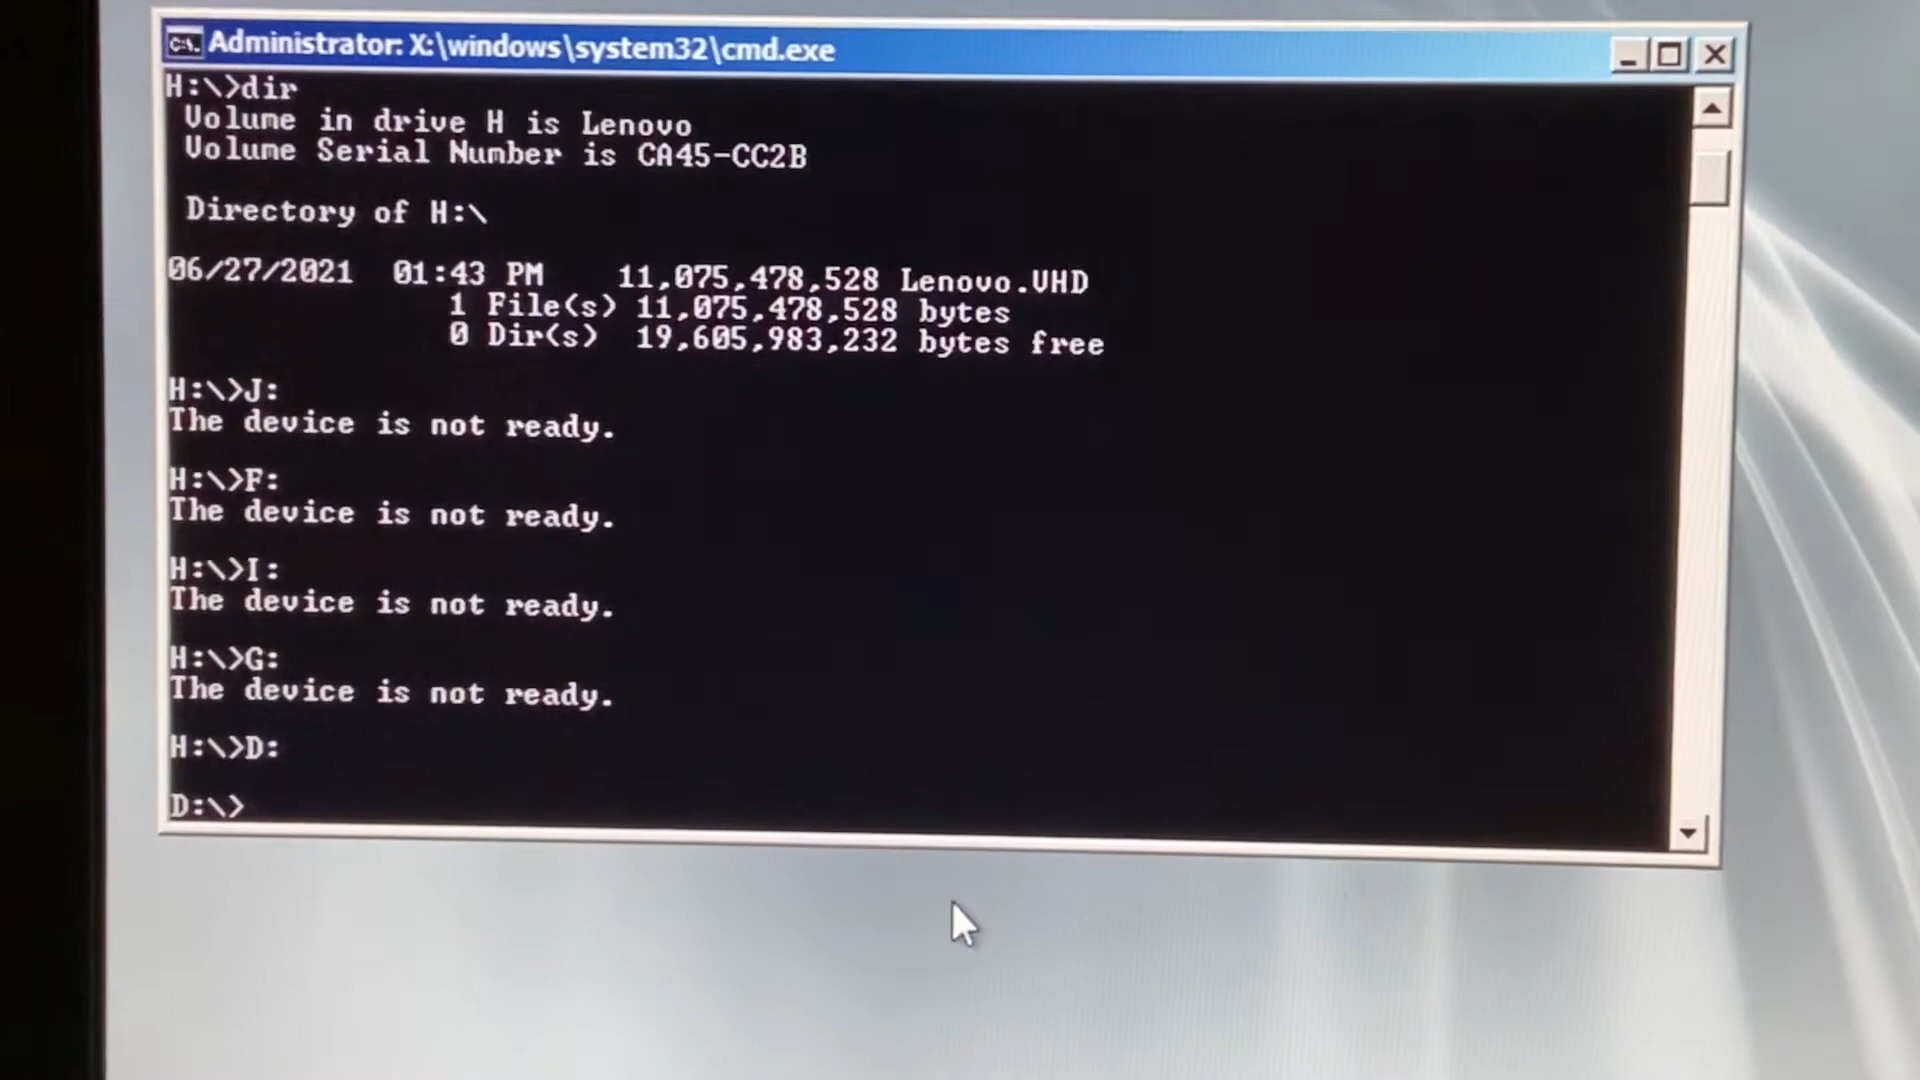 Administrator: X:\windows\system32\cmd.exe
H:\>dir
Volume in drive H is Lenovo
Volume Serial Number is CA45-CC2B
Directory of H:\
06/27/2021 01:43 PM 11,075,478,528 Lenovo.VHD
1 File(s) 11,075,478,528 bytes
0 Dir(s) 19,605,983,232 bytes free
H:\>J:
The device is not ready.
H:\>F:
The device is not ready.
H:\>I:
The device is not ready.
H:\>G:
The device is not ready.
H:\>D:
D:\>